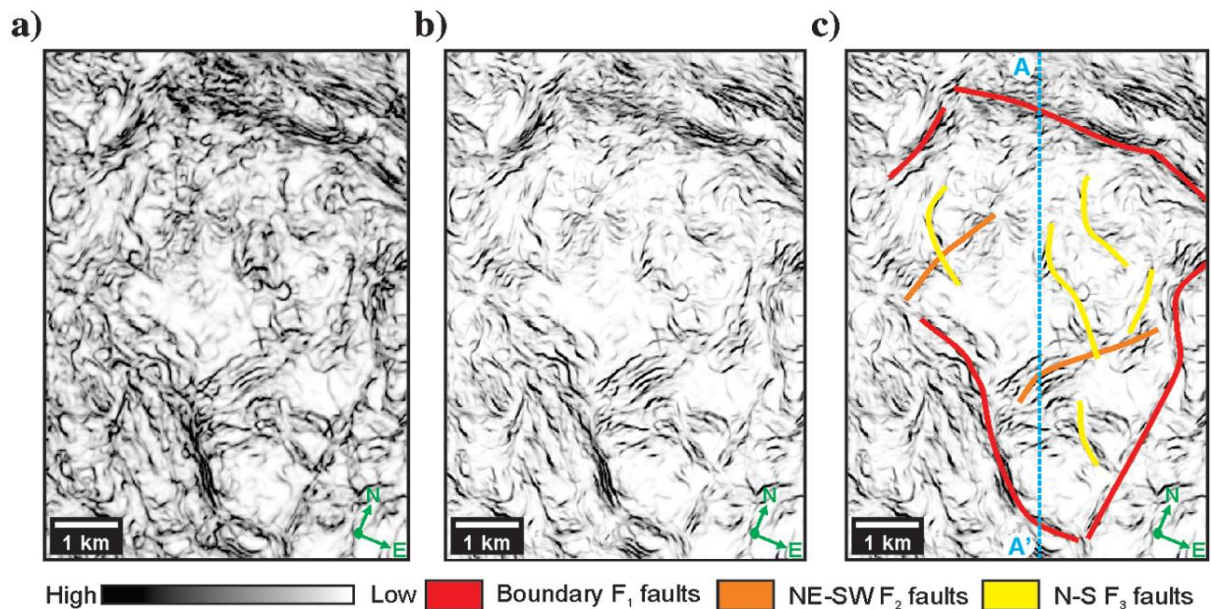 a)
b)
c)
A
N
E
1 km
N
E
1 km
N
E
1 km
A'
High
Low
Boundary F₁ faults
NE-SW F₂ faults
N-S F₃ faults